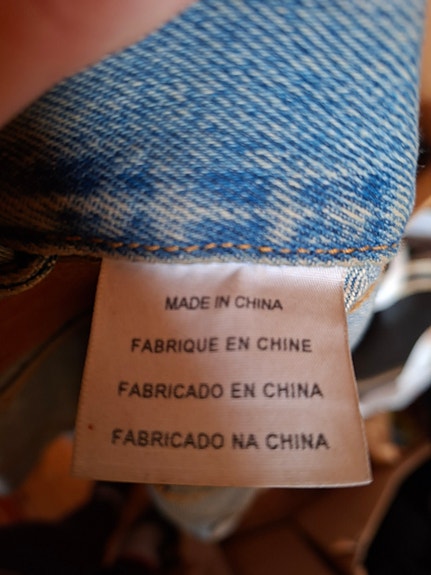 MADE IN CHINA
FABRIQUE EN CHINE
FABRICADO EN CHINA
FABRICADO NA CHINA